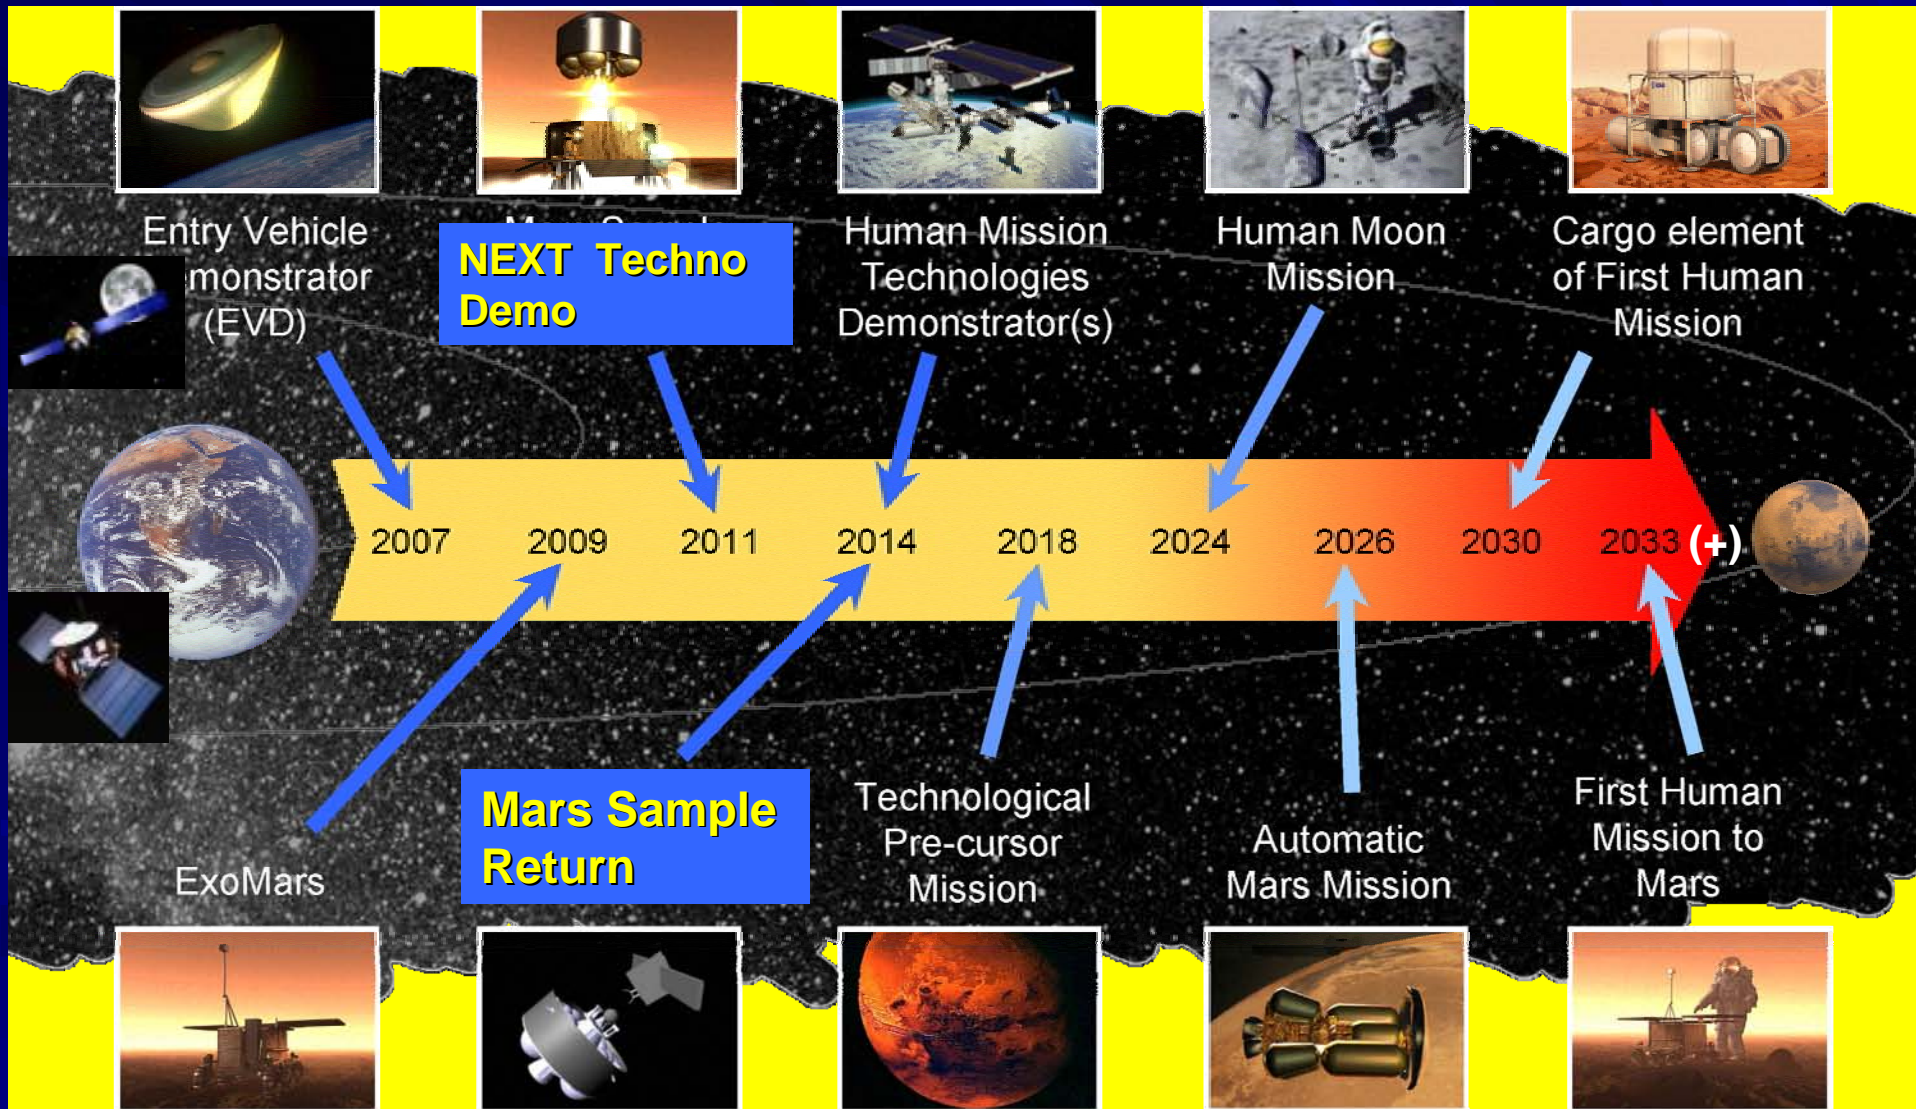 Entry Vehicle
emonstrator
(EVD)
NEXT Techno
Demo
Human Mission
Technologies
Demonstrator(s)
Human Moon
Mission
Cargo element
of First Human
Mission
2007 2009 2011 2014 2018 2024 2026 2030 2033 (+)
ExoMars
Mars Sample
Return
Technological
Pre-cursor
Mission
Automatic
Mars Mission
First Human
Mission to
Mars